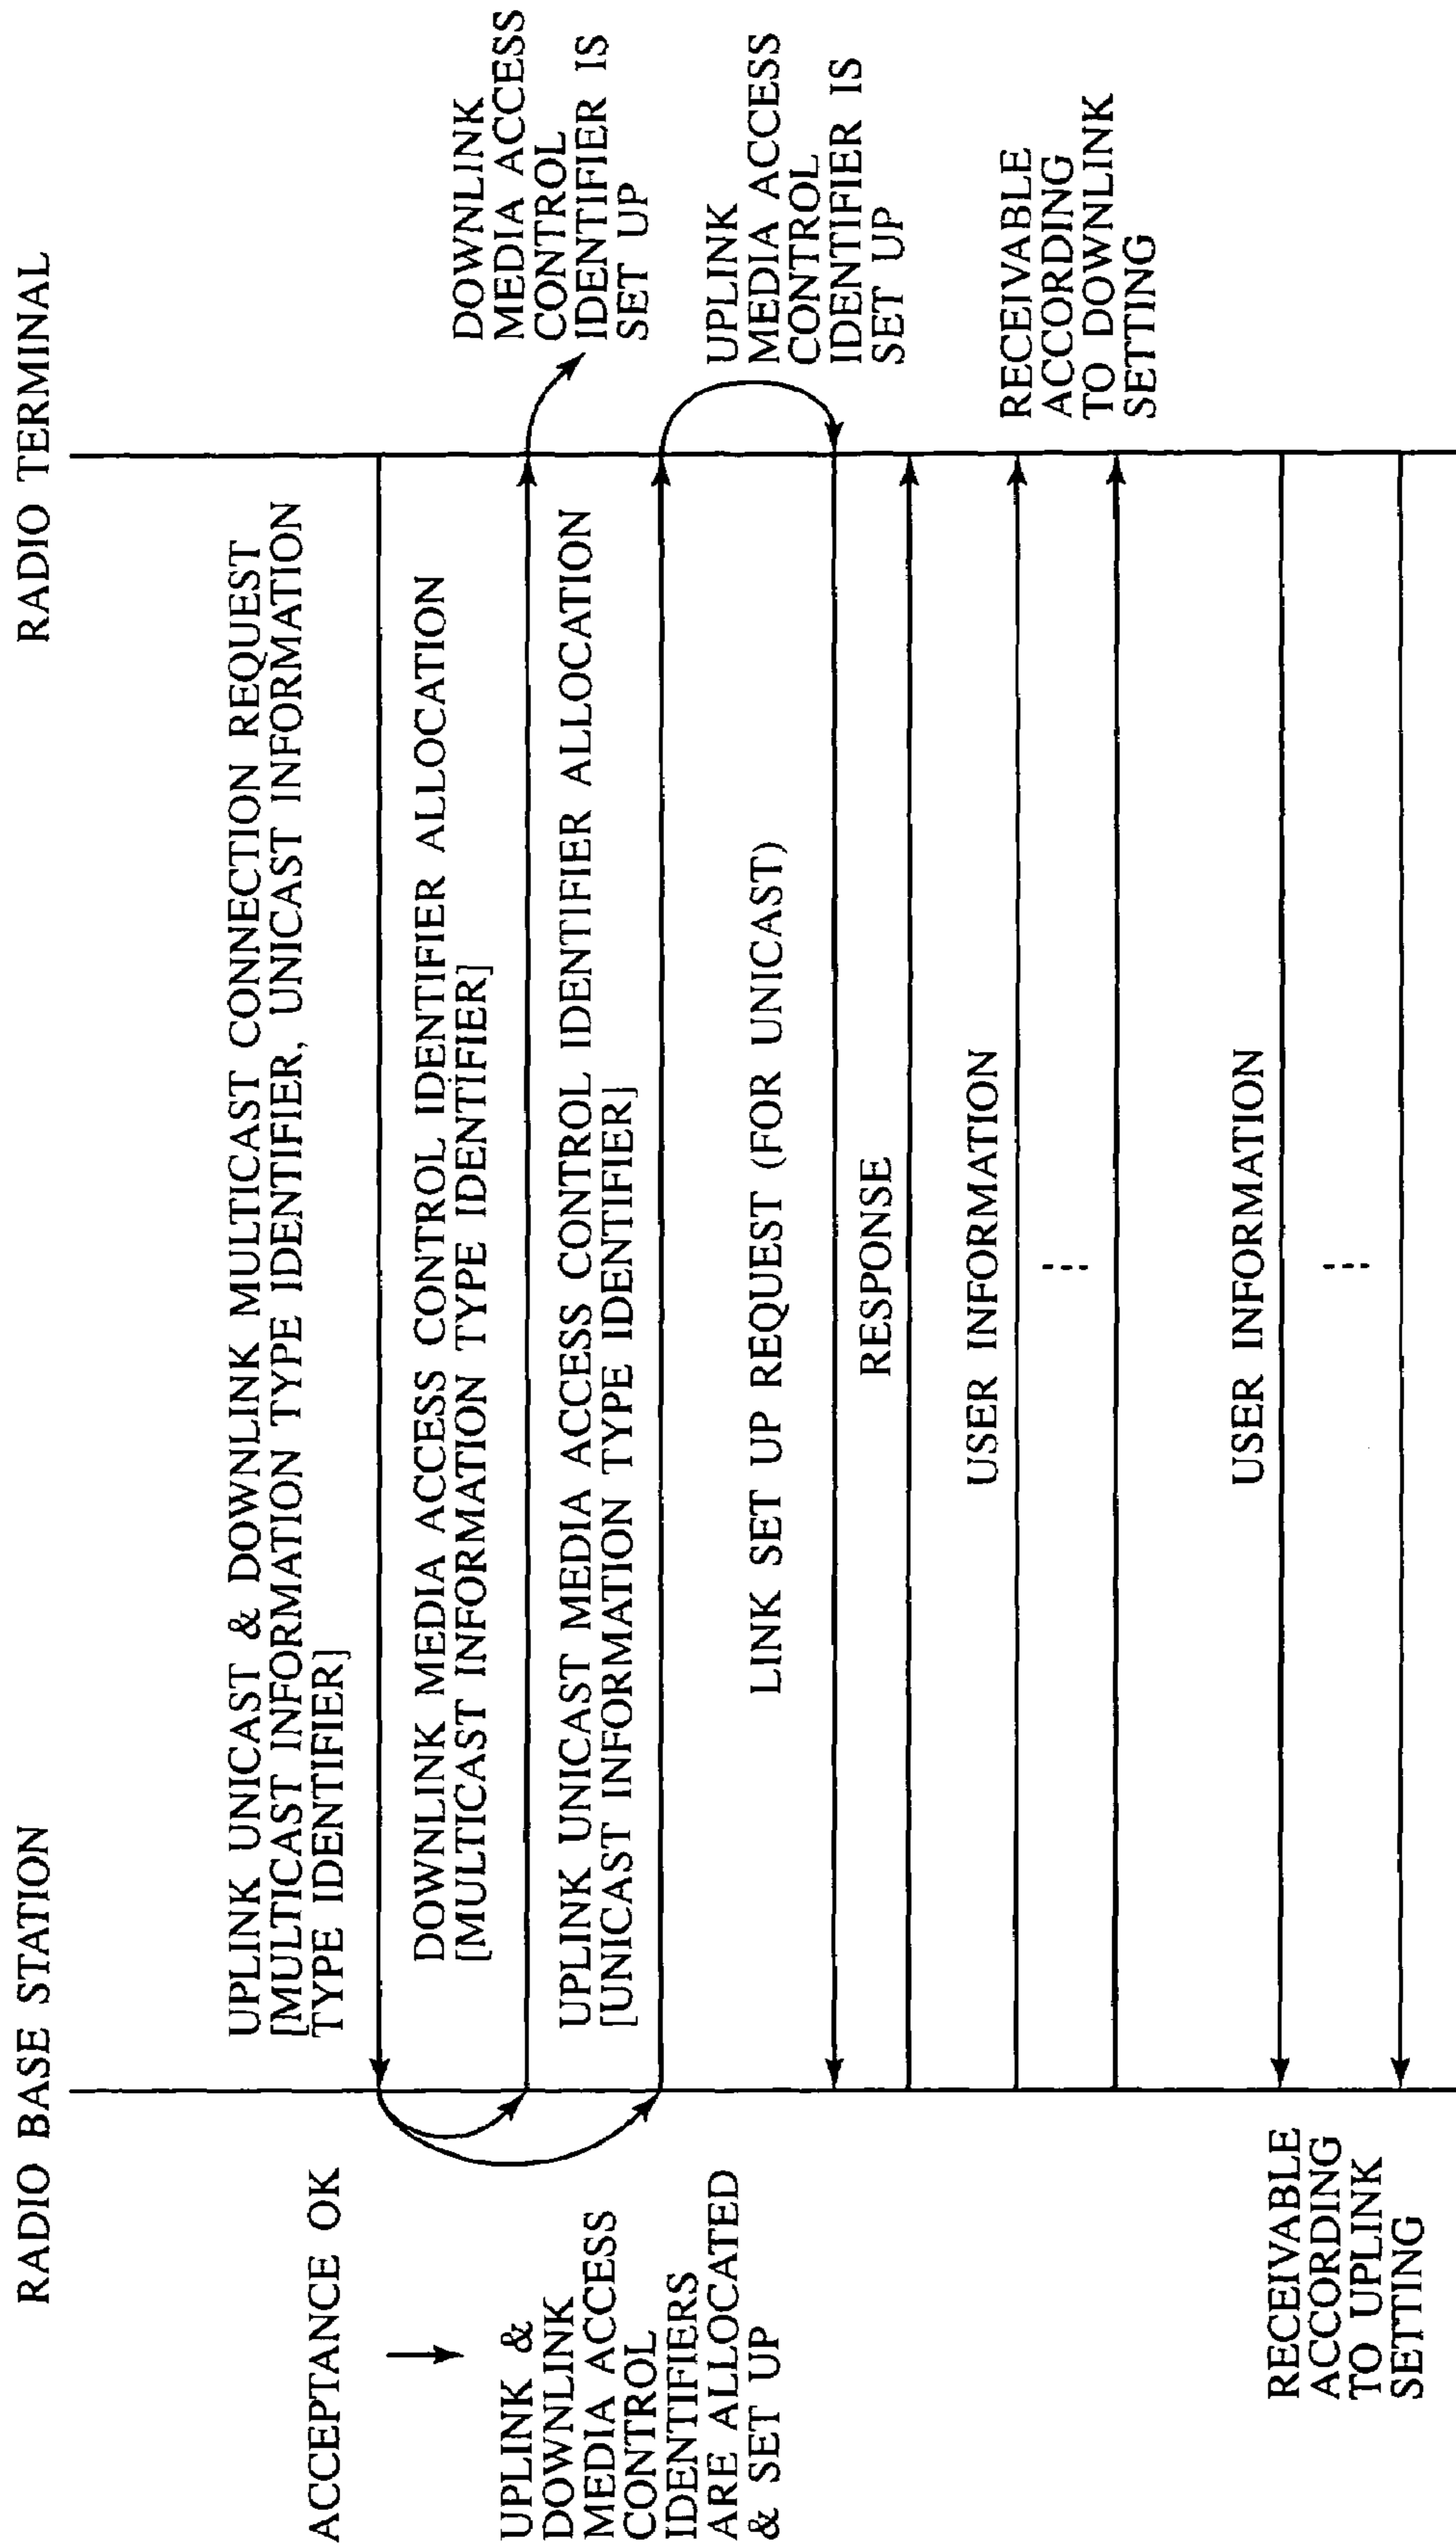 RADIO BASE STATION
RADIO TERMINAL
UPLINK UNICAST & DOWNLINK MULTICAST CONNECTION REQUEST
[MULTICAST INFORMATION TYPE IDENTIFIER, UNICAST INFORMATION
TYPE IDENTIFIER]
ACCEPTANCE OK
UPLINK &
DOWNLINK
MEDIA ACCESS
CONTROL
IDENTIFIERS
ARE ALLOCATED
& SET UP
DOWNLINK MEDIA ACCESS CONTROL IDENTIFIER ALLOCATION
[MULTICAST INFORMATION TYPE IDENTIFIER]
DOWNLINK
MEDIA ACCESS
CONTROL
IDENTIFIER IS
SET UP
UPLINK UNICAST MEDIA ACCESS CONTROL IDENTIFIER ALLOCATION
[UNICAST INFORMATION TYPE IDENTIFIER]
UPLINK
MEDIA ACCESS
CONTROL
IDENTIFIER IS
SET UP
LINK SET UP REQUEST (FOR UNICAST)
RESPONSE
USER INFORMATION
RECEIVABLE
ACCORDING
TO DOWNLINK
SETTING
USER INFORMATION
RECEIVABLE
ACCORDING
TO UPLINK
SETTING